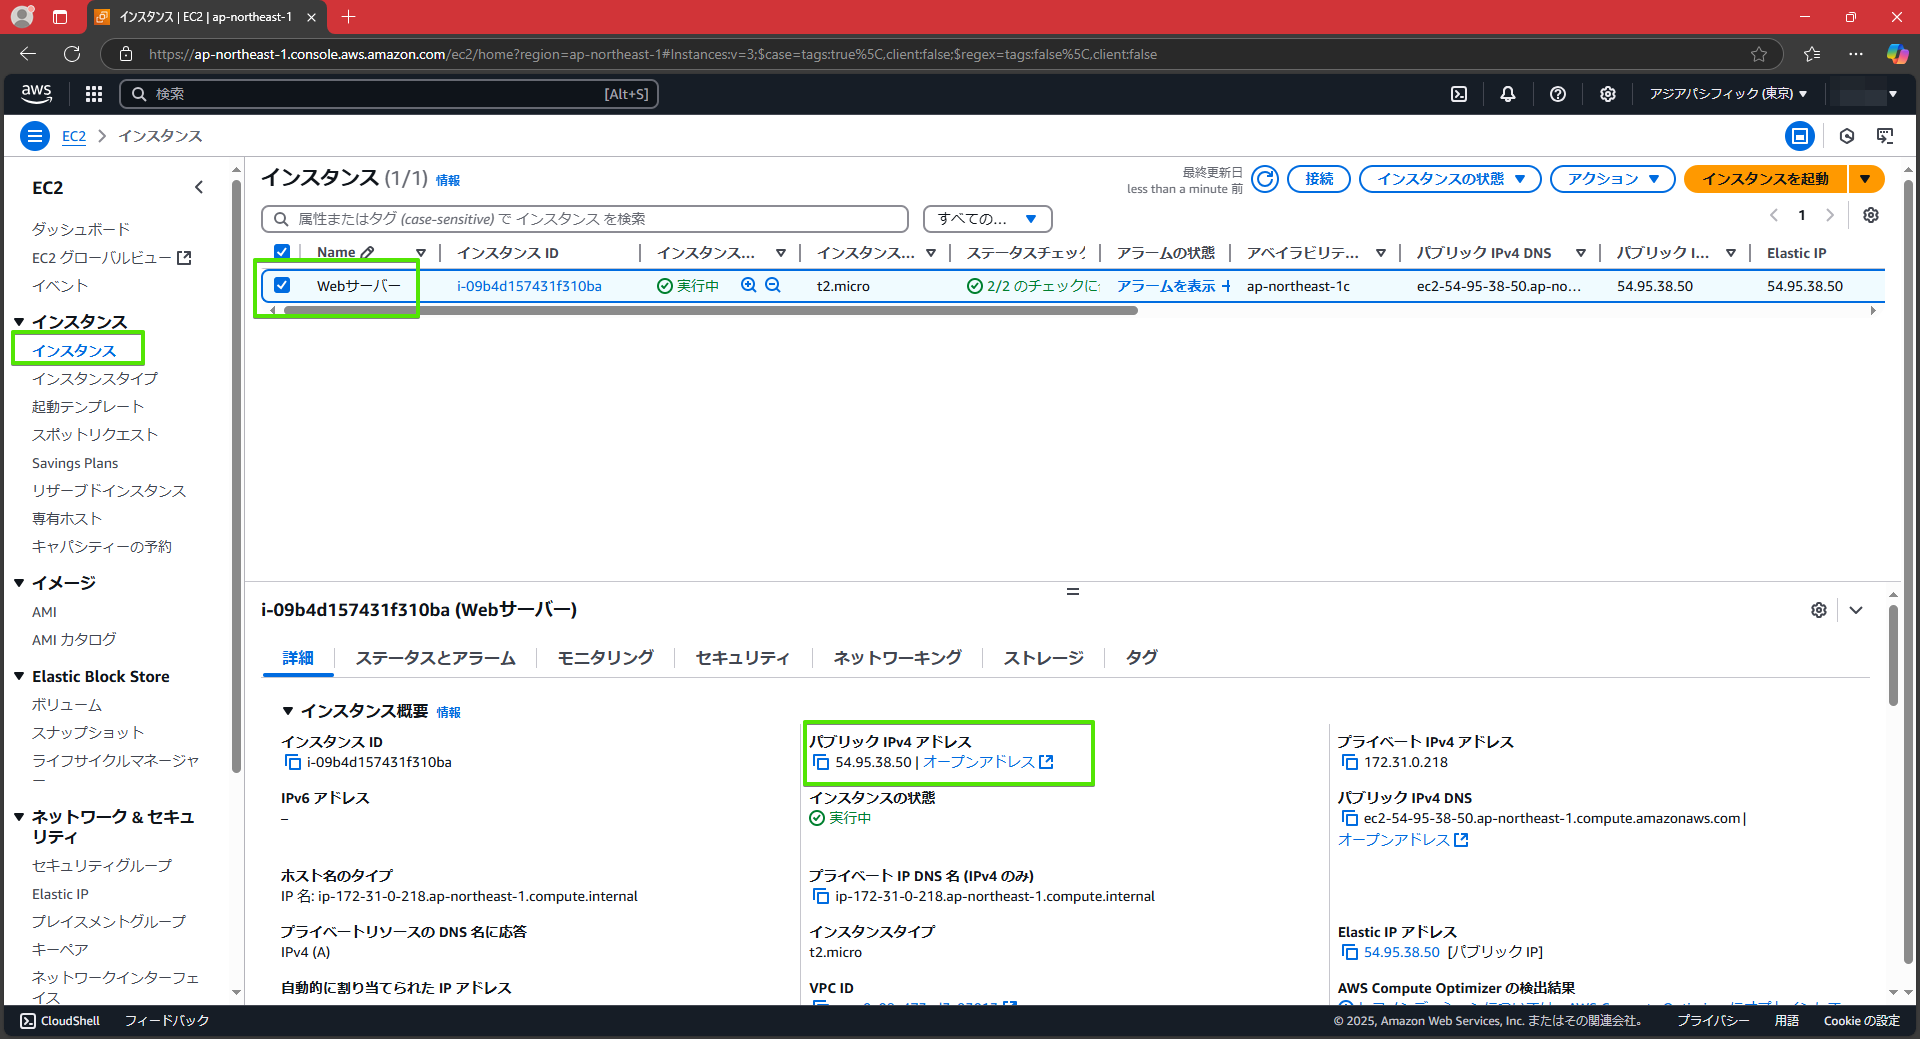 インスタンス | EC2 | ap-northeast-1
https://ap-northeast-1.console.aws.amazon.com/ec2/home?region=ap-northeast-1#Instances:v=3;$case=tags:true%5C,client:false;$regex=tags:false%5C,client:false
aws
検索
[Alt+S]
アジアパシフィック (東京)
EC2
インスタンス
EC2
ダッシュボード
EC2 グローバルビュー
イベント
インスタンス
インスタンス
インスタンスタイプ
起動テンプレート
スポットリクエスト
Savings Plans
リザーブドインスタンス
専有ホスト
キャパシティーの予約
イメージ
AMI
AMI カタログ
Elastic Block Store
ボリューム
スナップショット
ライフサイクルマネージャ
ー
ネットワーク & セキュ
リティ
セキュリティグループ
Elastic IP
プレイスメントグループ
キーペア
ネットワークインターフェ
イス
インスタンス (1/1) 情報
最終更新日
less than a minute 前
接続
インスタンスの状態
アクション
インスタンスを起動
属性またはタグ (case-sensitive) で インスタンス を検索
すべての...
1
Name
インスタンス ID
インスタンス...
インスタンス...
ステータスチェック
アラームの状態
アベイラビリテ...
パブリック IPv4 DNS
パブリック I...
Elastic IP
Webサーバー
i-09b4d157431f310ba
実行中
t2.micro
2/2 のチェックに
アラームを表示
ap-northeast-1c
ec2-54-95-38-50.ap-no...
54.95.38.50
54.95.38.50
i-09b4d157431f310ba (Webサーバー)
詳細
ステータスとアラーム
モニタリング
セキュリティ
ネットワーキング
ストレージ
タグ
インスタンス概要 情報
インスタンス ID
i-09b4d157431f310ba
パブリック IPv4 アドレス
54.95.38.50 | オープンアドレス
プライベート IPv4 アドレス
172.31.0.218
IPv6 アドレス
–
インスタンスの状態
実行中
パブリック IPv4 DNS
ec2-54-95-38-50.ap-northeast-1.compute.amazonaws.com |
オープンアドレス
ホスト名のタイプ
IP 名: ip-172-31-0-218.ap-northeast-1.compute.internal
プライベート IP DNS 名 (IPv4 のみ)
ip-172-31-0-218.ap-northeast-1.compute.internal
プライベートリソースの DNS 名に応答
IPv4 (A)
インスタンスタイプ
t2.micro
Elastic IP アドレス
54.95.38.50 [パブリック IP]
自動的に割り当てられた IP アドレス
VPC ID
AWS Compute Optimizer の検出結果
CloudShell
フィードバック
© 2025, Amazon Web Services, Inc. またはその関連会社。
プライバシー
用語
Cookie の設定